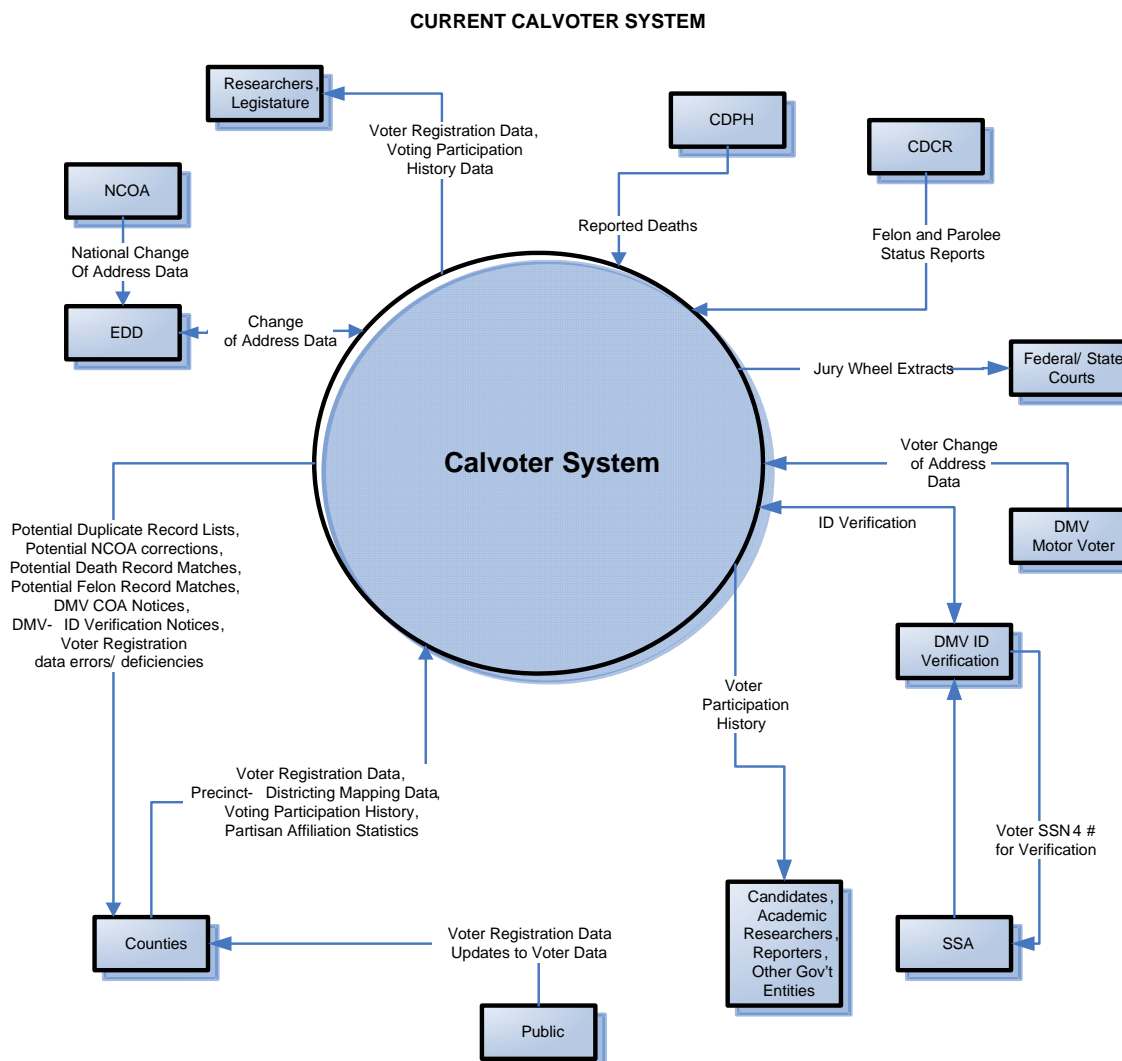 CURRENT CALVOTER SYSTEM
Researchers,
Legistature
Voter Registration Data,
Voting Participation
History Data
CDPH
CDCR
NCOA
Reported Deaths
Felon and Parolee
Status Reports
National Change
Of Address Data
EDD
Change
of Address Data
Jury Wheel Extracts
Federal/ State
Courts
Calvoter System
Voter Change
of Address
Data
ID Verification
DMV
Motor Voter
Potential Duplicate Record Lists,
Potential NCOA corrections,
Potential Death Record Matches,
Potential Felon Record Matches,
DMV COA Notices,
DMV- ID Verification Notices,
Voter Registration
data errors/ deficiencies
DMV ID
Verification
Voter
Participation
History
Voter Registration Data,
Precinct- Districting Mapping Data,
Voting Participation History,
Partisan Affiliation Statistics
Voter SSN 4 #
for Verification
Candidates,
Academic
Researchers,
Reporters,
Other Gov't
Entities
Counties
Voter Registration Data
Updates to Voter Data
SSA
Public